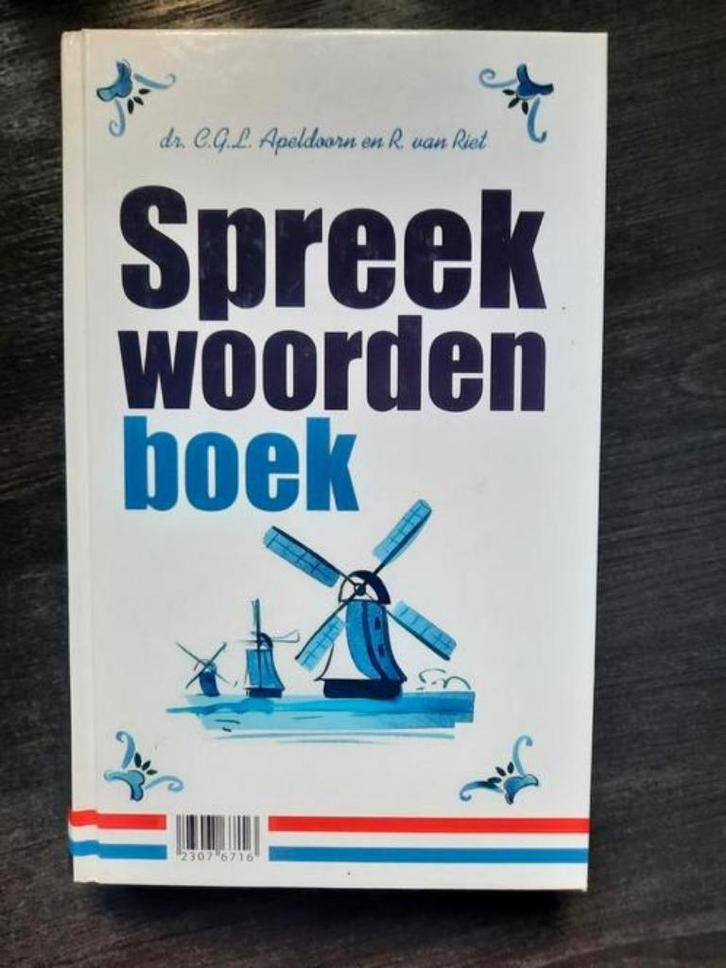 dr. C.G.L. Apeldoorn en R. van Riet
Spreek
woorden
boek
2307 6716